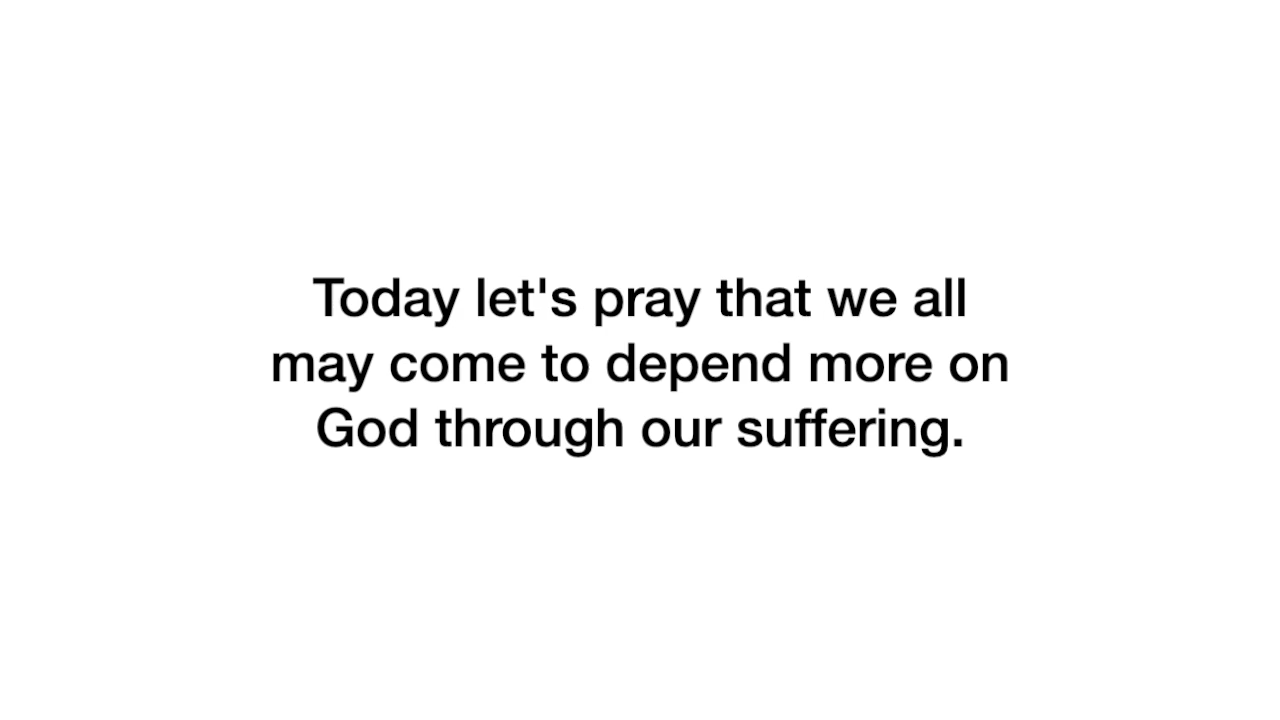 Today let's pray that we all
may come to depend more on
God through our suffering.